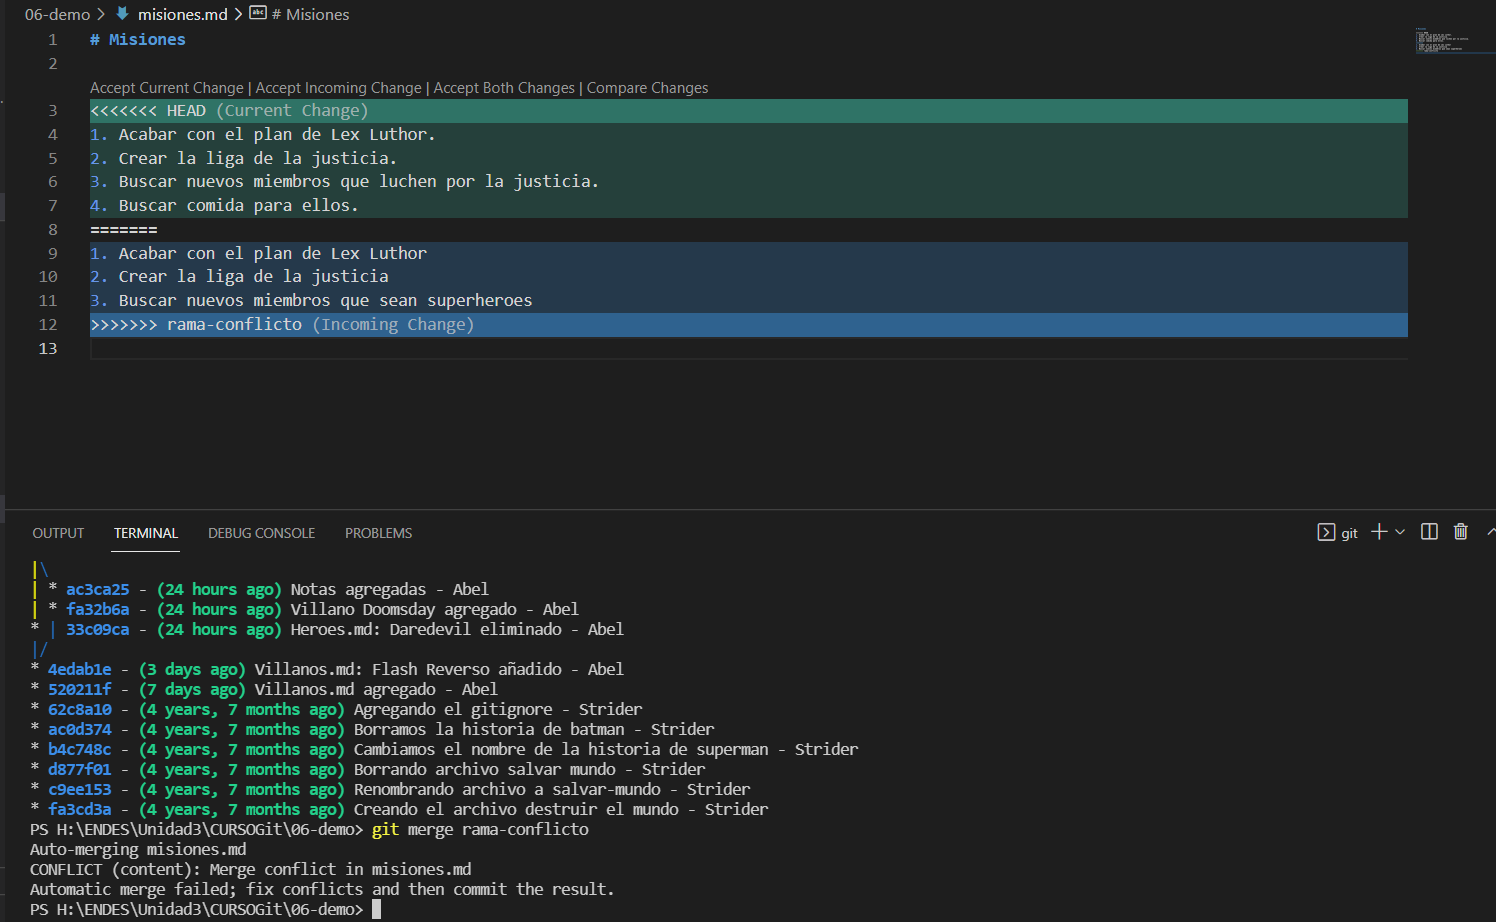 06-demo > misiones.md > # Misiones
1 # Misiones
2
Accept Current Change | Accept Incoming Change | Accept Both Changes | Compare Changes
3 <<<<<<< HEAD (Current Change)
4 1. Acabar con el plan de Lex Luthor.
5 2. Crear la liga de la justicia.
6 3. Buscar nuevos miembros que luchen por la justicia.
7 4. Buscar comida para ellos.
8 =======
9 1. Acabar con el plan de Lex Luthor
10 2. Crear la liga de la justicia
11 3. Buscar nuevos miembros que sean superheroes
12 >>>>>>> rama-conflicto (Incoming Change)
13
OUTPUT TERMINAL DEBUG CONSOLE PROBLEMS git
|\
| * ac3ca25 - (24 hours ago) Notas agregadas - Abel
| * fa32b6a - (24 hours ago) Villano Doomsday agregado - Abel
* | 33c09ca - (24 hours ago) Heroes.md: Daredevil eliminado - Abel
|/
* 4edab1e - (3 days ago) Villanos.md: Flash Reverso añadido - Abel
* 520211f - (7 days ago) Villanos.md agregado - Abel
* 62c8a10 - (4 years, 7 months ago) Agregando el gitignore - Strider
* ac0d374 - (4 years, 7 months ago) Borramos la historia de batman - Strider
* b4c748c - (4 years, 7 months ago) Cambiamos el nombre de la historia de superman - Strider
* d877f01 - (4 years, 7 months ago) Borrando archivo salvar mundo - Strider
* c9ee153 - (4 years, 7 months ago) Renombrando archivo a salvar-mundo - Strider
* fa3cd3a - (4 years, 7 months ago) Creando el archivo destruir el mundo - Strider
PS H:\ENDES\Unidad3\CURSOGit\06-demo> git merge rama-conflicto
Auto-merging misiones.md
CONFLICT (content): Merge conflict in misiones.md
Automatic merge failed; fix conflicts and then commit the result.
PS H:\ENDES\Unidad3\CURSOGit\06-demo>